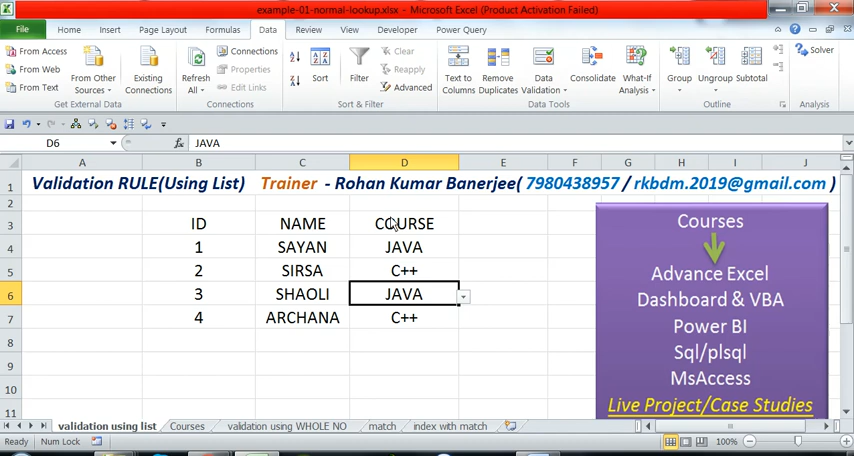 example-01-normal-lookup.xlsx - Microsoft Excel (Product Activation Failed)
File Home Insert Page Layout Formulas Data Review View Developer Power Query
From Access
From Web
From Text
From Other Sources
Existing Connections
Get External Data
Refresh All
Connections
Properties
Edit Links
Connections
Sort
Filter
Clear
Reapply
Advanced
Sort & Filter
Text to Columns
Remove Duplicates
Data Validation
Consolidate
What-If Analysis
Data Tools
Group
Ungroup
Subtotal
Outline
Solver
Analysis
D6 fx JAVA
A B C D E F G H I J
1 Validation RULE(Using List) Trainer - Rohan Kumar Banerjee( 7980438957 / rkbdm.2019@gmail.com )
2
3 ID NAME COURSE
4 1 SAYAN JAVA
5 2 SIRSA C++
6 3 SHAOLI JAVA
7 4 ARCHANA C++
8
9
10
11
Courses
Advance Excel
Dashboard & VBA
Power BI
Sql/plsql
MsAccess
Live Project/Case Studies
validation using list Courses validation using WHOLE NO match index with match
Ready Num Lock 100%